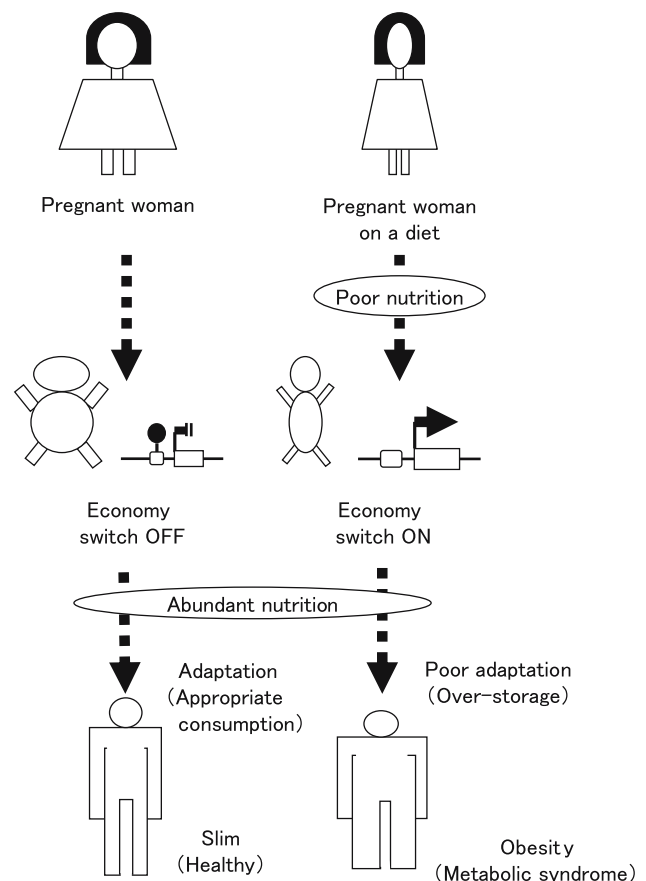 Pregnant woman
Pregnant woman
on a diet
Poor nutrition
Economy
switch OFF
Economy
switch ON
Abundant nutrition
Adaptation
(Appropriate
consumption)
Poor adaptation
(Over-storage)
Slim
(Healthy)
Obesity
(Metabolic syndrome)